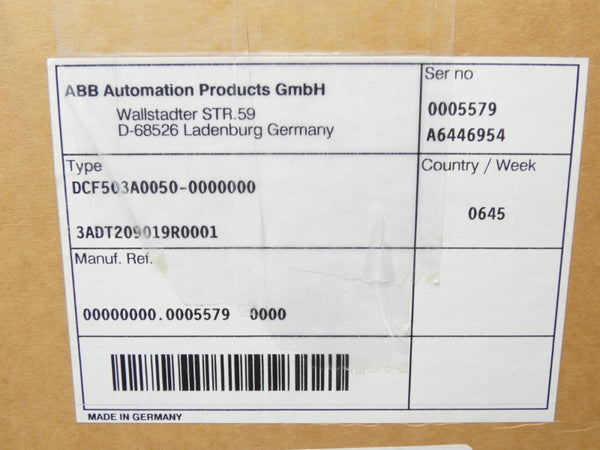 ABB Automation Products GmbH
Wallstadter STR.59
D-68526 Ladenburg Germany
Ser no
0005579
A6446954
Type
DCF503A0050-0000000
3ADT209019R0001
Country / Week
0645
Manuf. Ref.
00000000.0005579 0000
MADE IN GERMANY